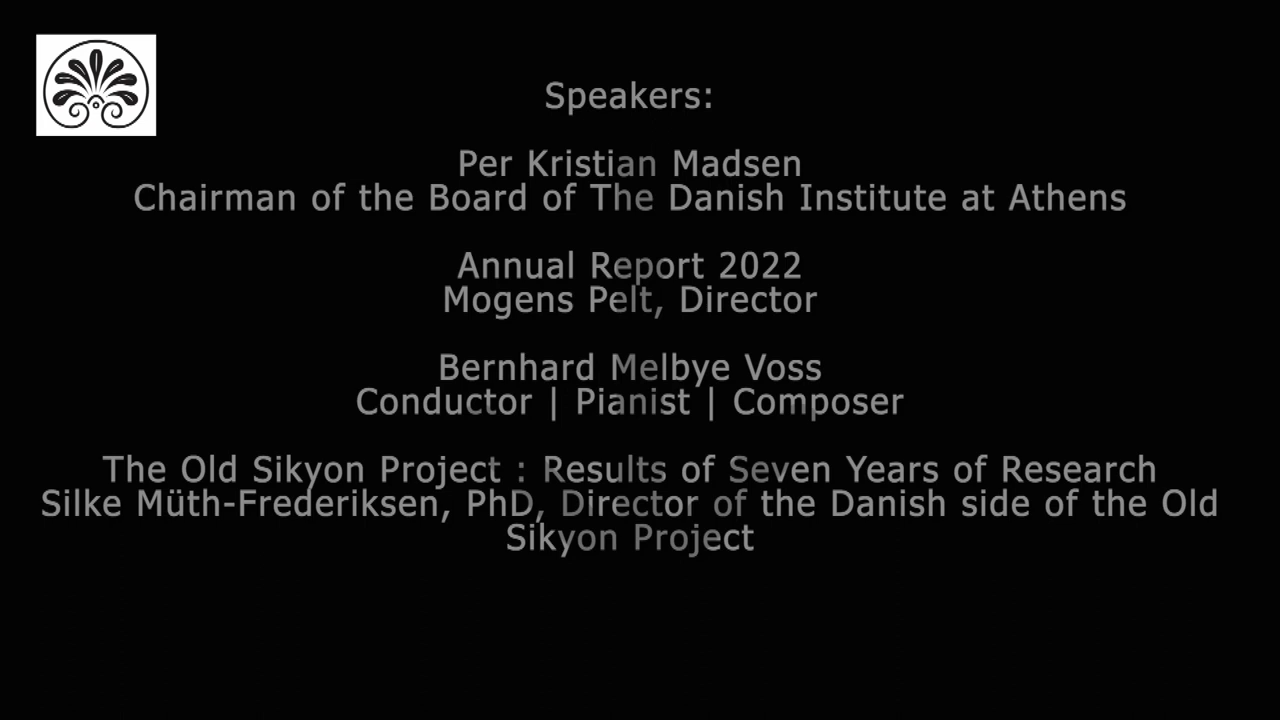 Speakers:
Per Kristian Madsen
Chairman of the Board of The Danish Institute at Athens
Annual Report 2022
Mogens Pelt, Director
Bernhard Melbye Voss
Conductor | Pianist | Composer
The Old Sikyon Project : Results of Seven Years of Research
Silke Müth-Frederiksen, PhD, Director of the Danish side of the Old
Sikyon Project